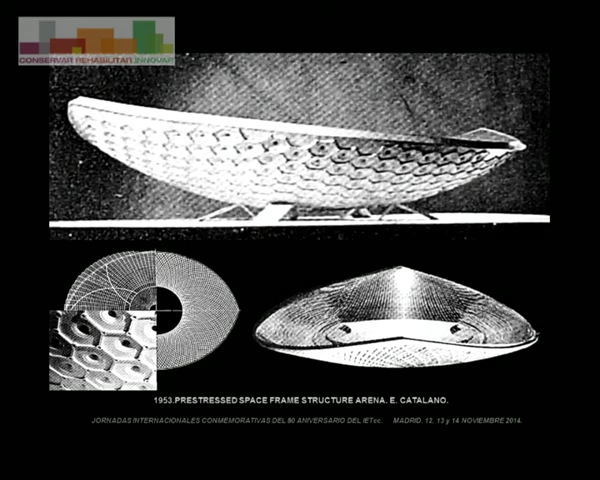 CONSERVAR REHABILITAR INNOVAR
1953.PRESTRESSED SPACE FRAME STRUCTURE ARENA. E. CATALANO.
JORNADAS INTERNACIONALES CONMEMORATIVAS DEL 80 ANIVERSARIO DEL IETcc. MADRID. 12, 13 y 14 NOVIEMBRE 2014.